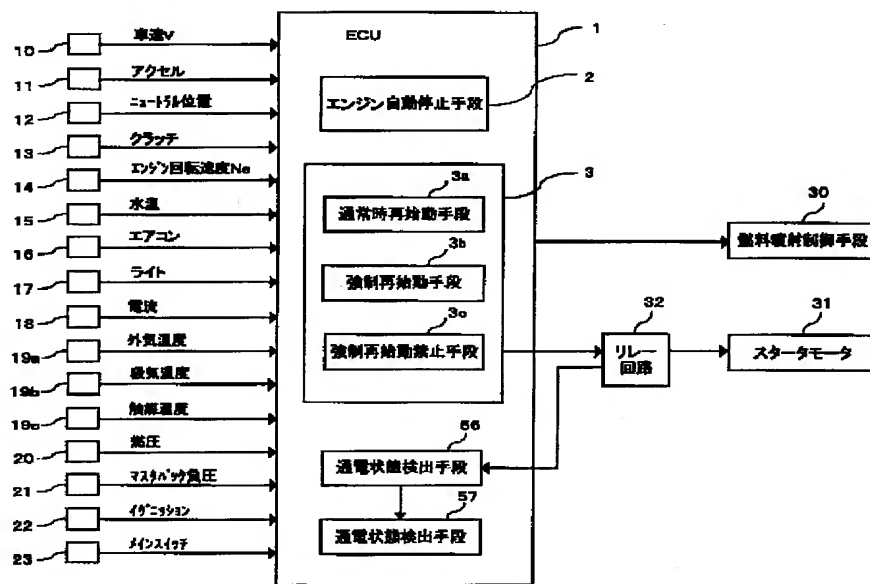 ECU
1
10
車速V
11
アクセル
2
エンジン自動停止手段
12
ニュートラル位置
13
クラッチ
14
エンジン回転速度Ne
3
3a
通常時再始動手段
15
水温
30
燃料噴射制御手段
16
エアコン
3b
強制再始動手段
17
ライト
18
電流
3c
強制再始動禁止手段
32
リレー
回路
31
スタータモータ
19a
外気温度
19b
吸気温度
19c
触媒温度
20
燃圧
56
通電状態検出手段
21
マスタバック負圧
22
イグニッション
57
通電状態検出手段
23
メインスイッチ